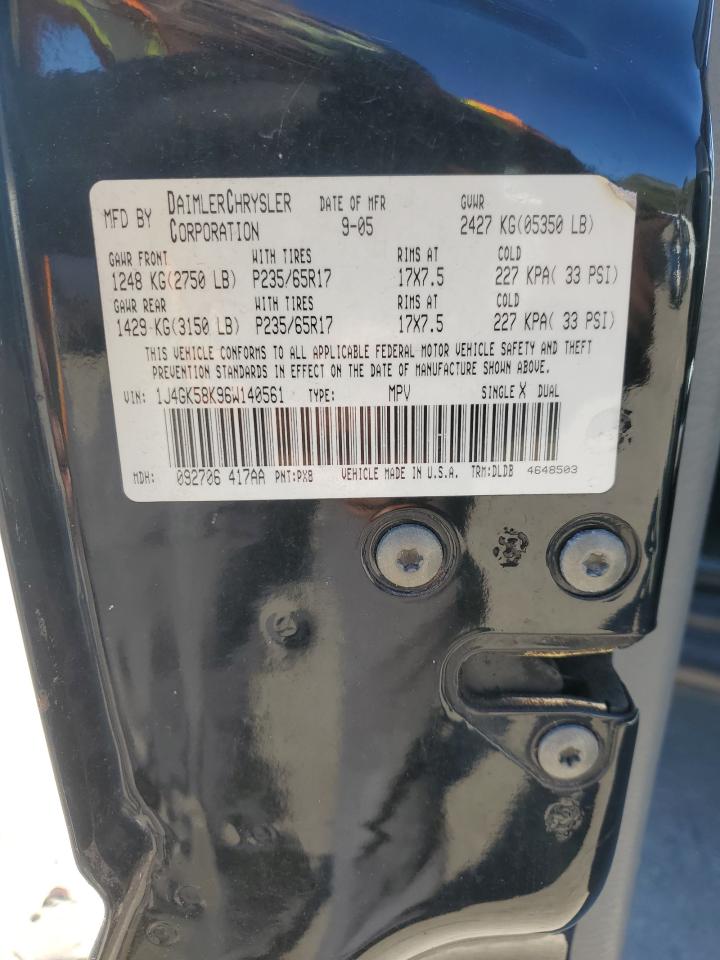 MFD BY DAIMLERCHRYSLER CORPORATION DATE OF MFR 9-05 GVWR 2427 KG(05350 LB)
GAWR FRONT WITH TIRES RIMS AT COLD
1248 KG(2750 LB) P235/65R17 17X7.5 227 KPA( 33 PSI)
GAWR REAR WITH TIRES RIMS AT COLD
1429 KG(3150 LB) P235/65R17 17X7.5 227 KPA( 33 PSI)
THIS VEHICLE CONFORMS TO ALL APPLICABLE FEDERAL MOTOR VEHICLE SAFETY AND THEFT
PREVENTION STANDARDS IN EFFECT ON THE DATE OF MANUFACTURE SHOWN ABOVE.
VIN: 1J4GK58K96W140561 TYPE: MPV SINGLE X DUAL
MDH: 092706 417AA PNT:PX8 VEHICLE MADE IN U.S.A. TRM:DLDB 4648503